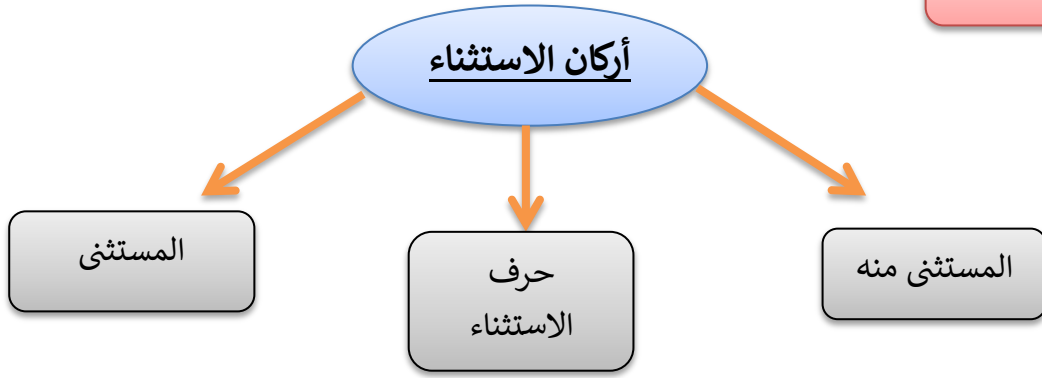 أركان الاستثناء
المستثنى منه
حرف
الاستثناء
المستثنى